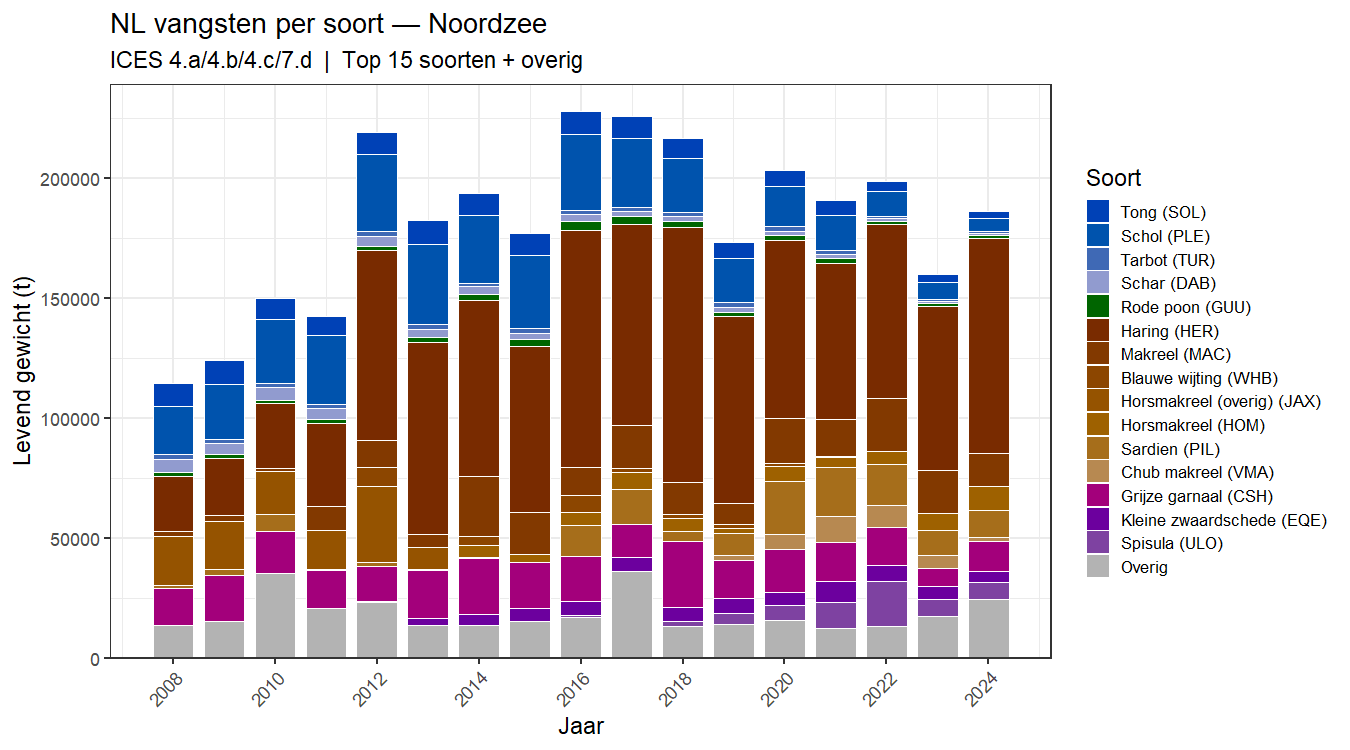 NL vangsten per soort — Noordzee
ICES 4.a/4.b/4.c/7.d | Top 15 soorten + overig
Levend gewicht (t)
200000
150000
100000
50000
0
2008
2010
2012
2014
2016
2018
2020
2022
2024
Jaar
Soort
Tong (SOL)
Schol (PLE)
Tarbot (TUR)
Schar (DAB)
Rode poon (GUU)
Haring (HER)
Makreel (MAC)
Blauwe wijting (WHB)
Horsmakreel (overig) (JAX)
Horsmakreel (HOM)
Sardien (PIL)
Chub makreel (VMA)
Grijze garnaal (CSH)
Kleine zwaardschede (EQE)
Spisula (ULO)
Overig